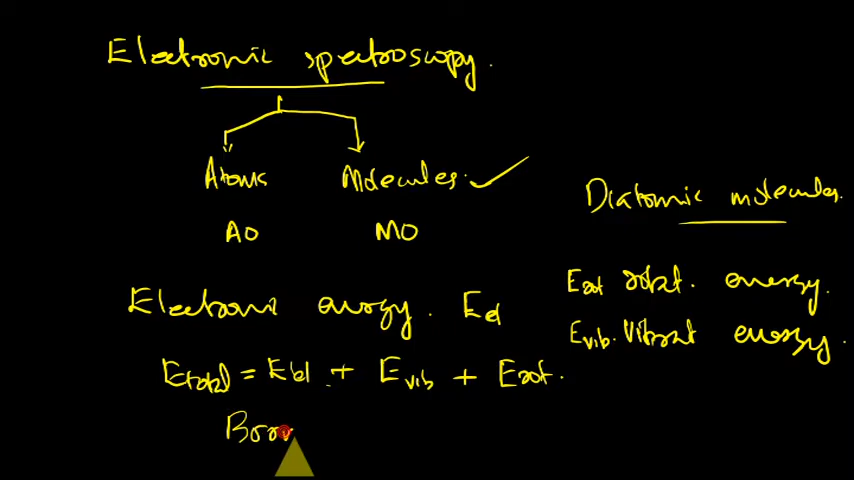 Electronic spectroscopy.
Atoms Molecules.
AO MO
Diatomic molecules.
Electronic energy. Eel
Erot rotat. energy.
Evib. Vibrat energy.
Etotal = Eel + Evib + Erot.
Born